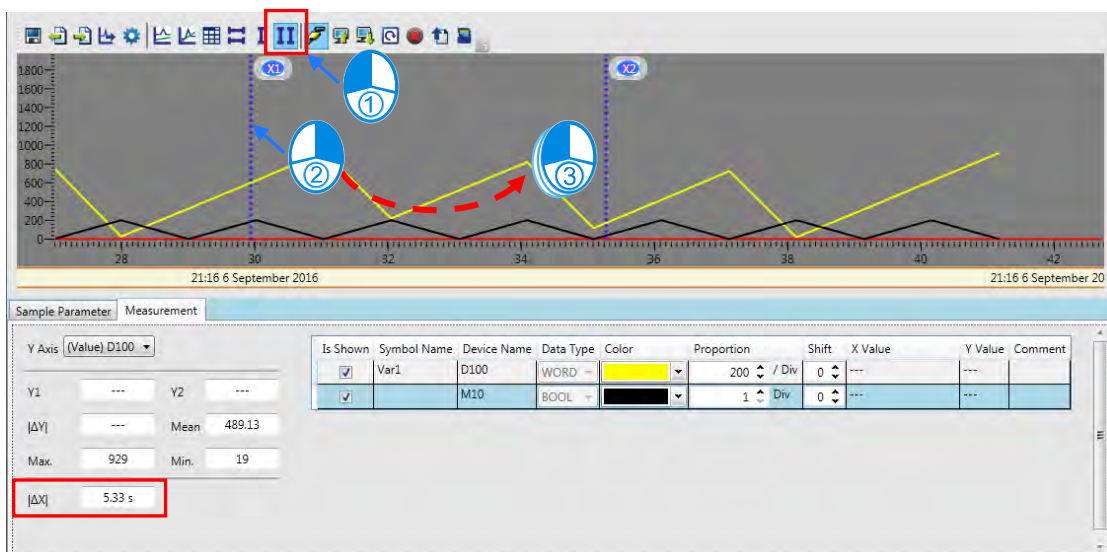 X1 X2
①
②
③
1800
1600
1400
1200
1000
800
600
400
200
0
28 30 32 34 36 38 40 42
21:16 6 September 2016 21:16 6 September 20
Sample Parameter Measurement
Y Axis (Value) D100
Is Shown Symbol Name Device Name Data Type Color Proportion Shift X Value Y Value Comment
Var1 D100 WORD 200 / Div 0 --- ---
M10 BOOL 1 Div 0 --- ---
Y1 --- Y2 ---
|ΔY| --- Mean 489.13
Max. 929 Min. 19
|ΔX| 5.33 s